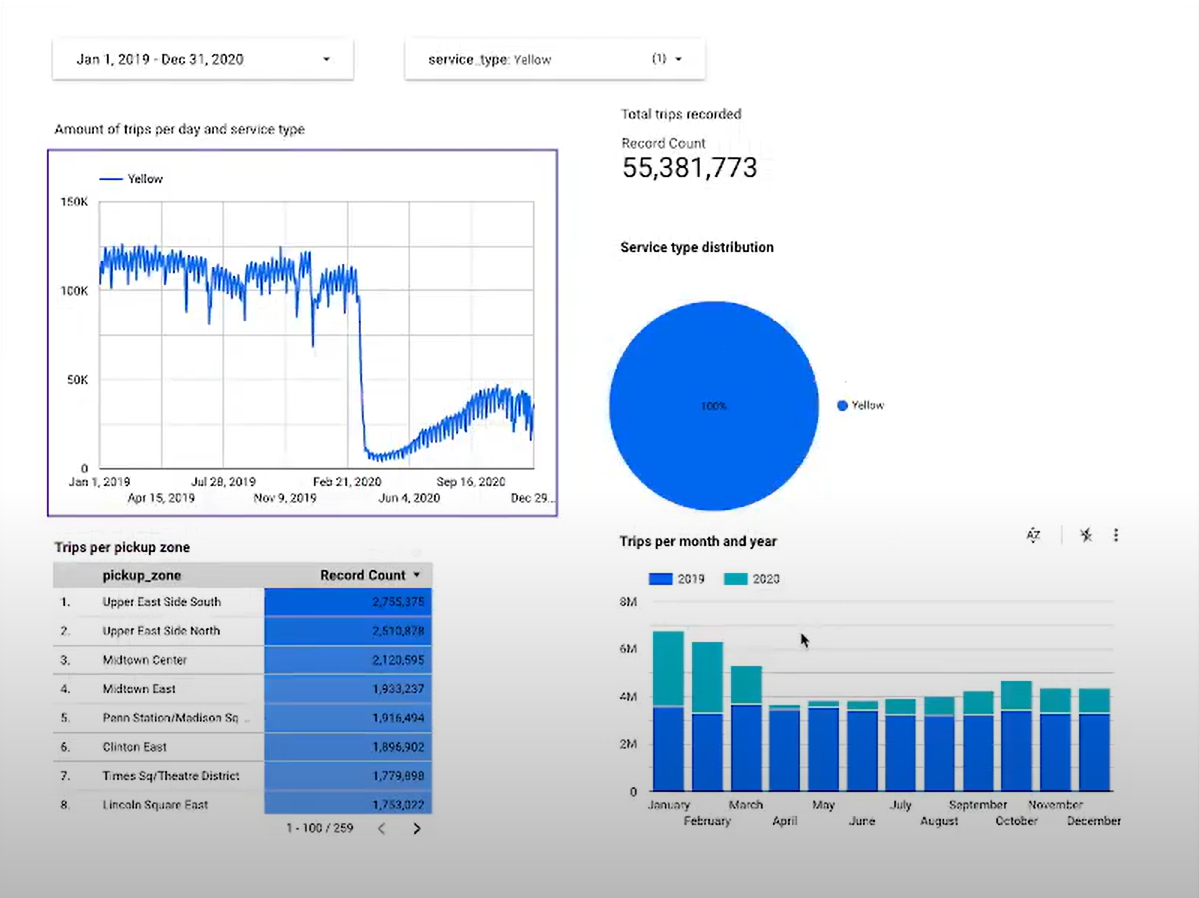 Jan 1, 2019 - Dec 31, 2020
service_type: Yellow (1)
Amount of trips per day and service type
Yellow
150K
100K
50K
0
Jan 1, 2019 Jul 28, 2019 Feb 21, 2020 Sep 16, 2020
Apr 15, 2019 Nov 9, 2019 Jun 4, 2020 Dec 29...
Total trips recorded
Record Count
55,381,773
Service type distribution
100%
Yellow
Trips per pickup zone
pickup_zone Record Count
1. Upper East Side South 2,755,375
2. Upper East Side North 2,510,878
3. Midtown Center 2,120,595
4. Midtown East 1,933,237
5. Penn Station/Madison Sq ... 1,916,494
6. Clinton East 1,896,902
7. Times Sq/Theatre District 1,779,898
8. Lincoln Square East 1,753,022
1 - 100 / 259
Trips per month and year
AZ
2019 2020
8M
6M
4M
2M
0
January March May July September November
February April June August October December